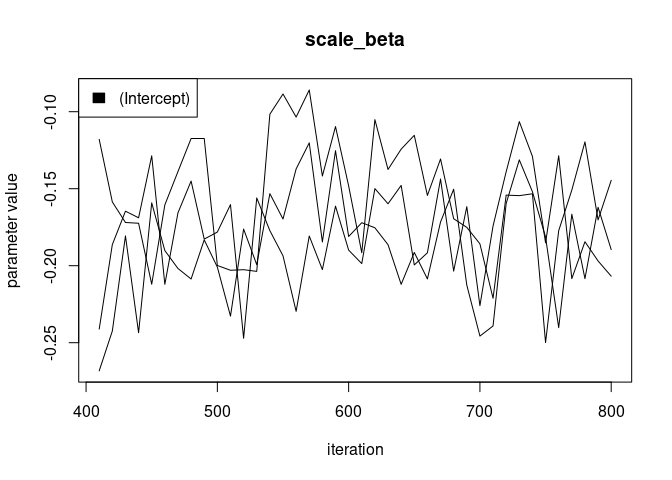 scale_beta
(Intercept)
parameter value
-0.10
-0.15
-0.20
-0.25
400 500 600 700 800
iteration